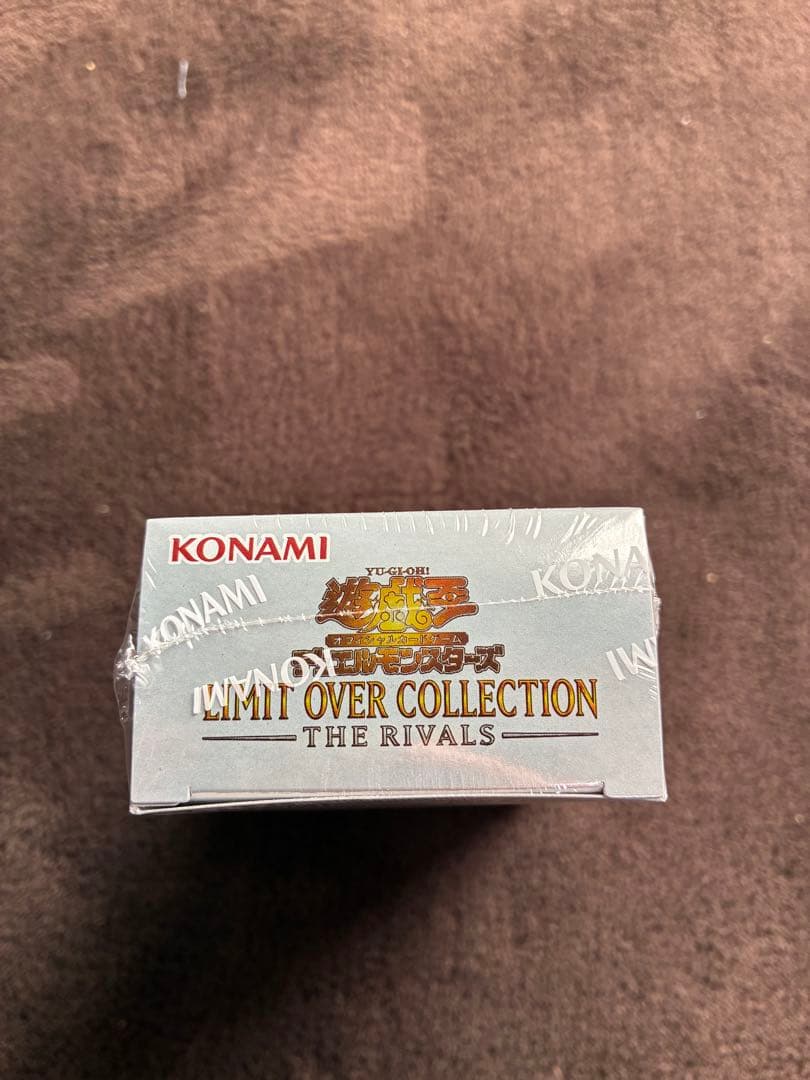 KONAMI
YU-GI-OH!
遊戯王
オフィシャルカードゲーム
KONAMI
KONAMI
デュエルモンスターズ
KONAMI
LIMIT OVER COLLECTION
THE RIVALS